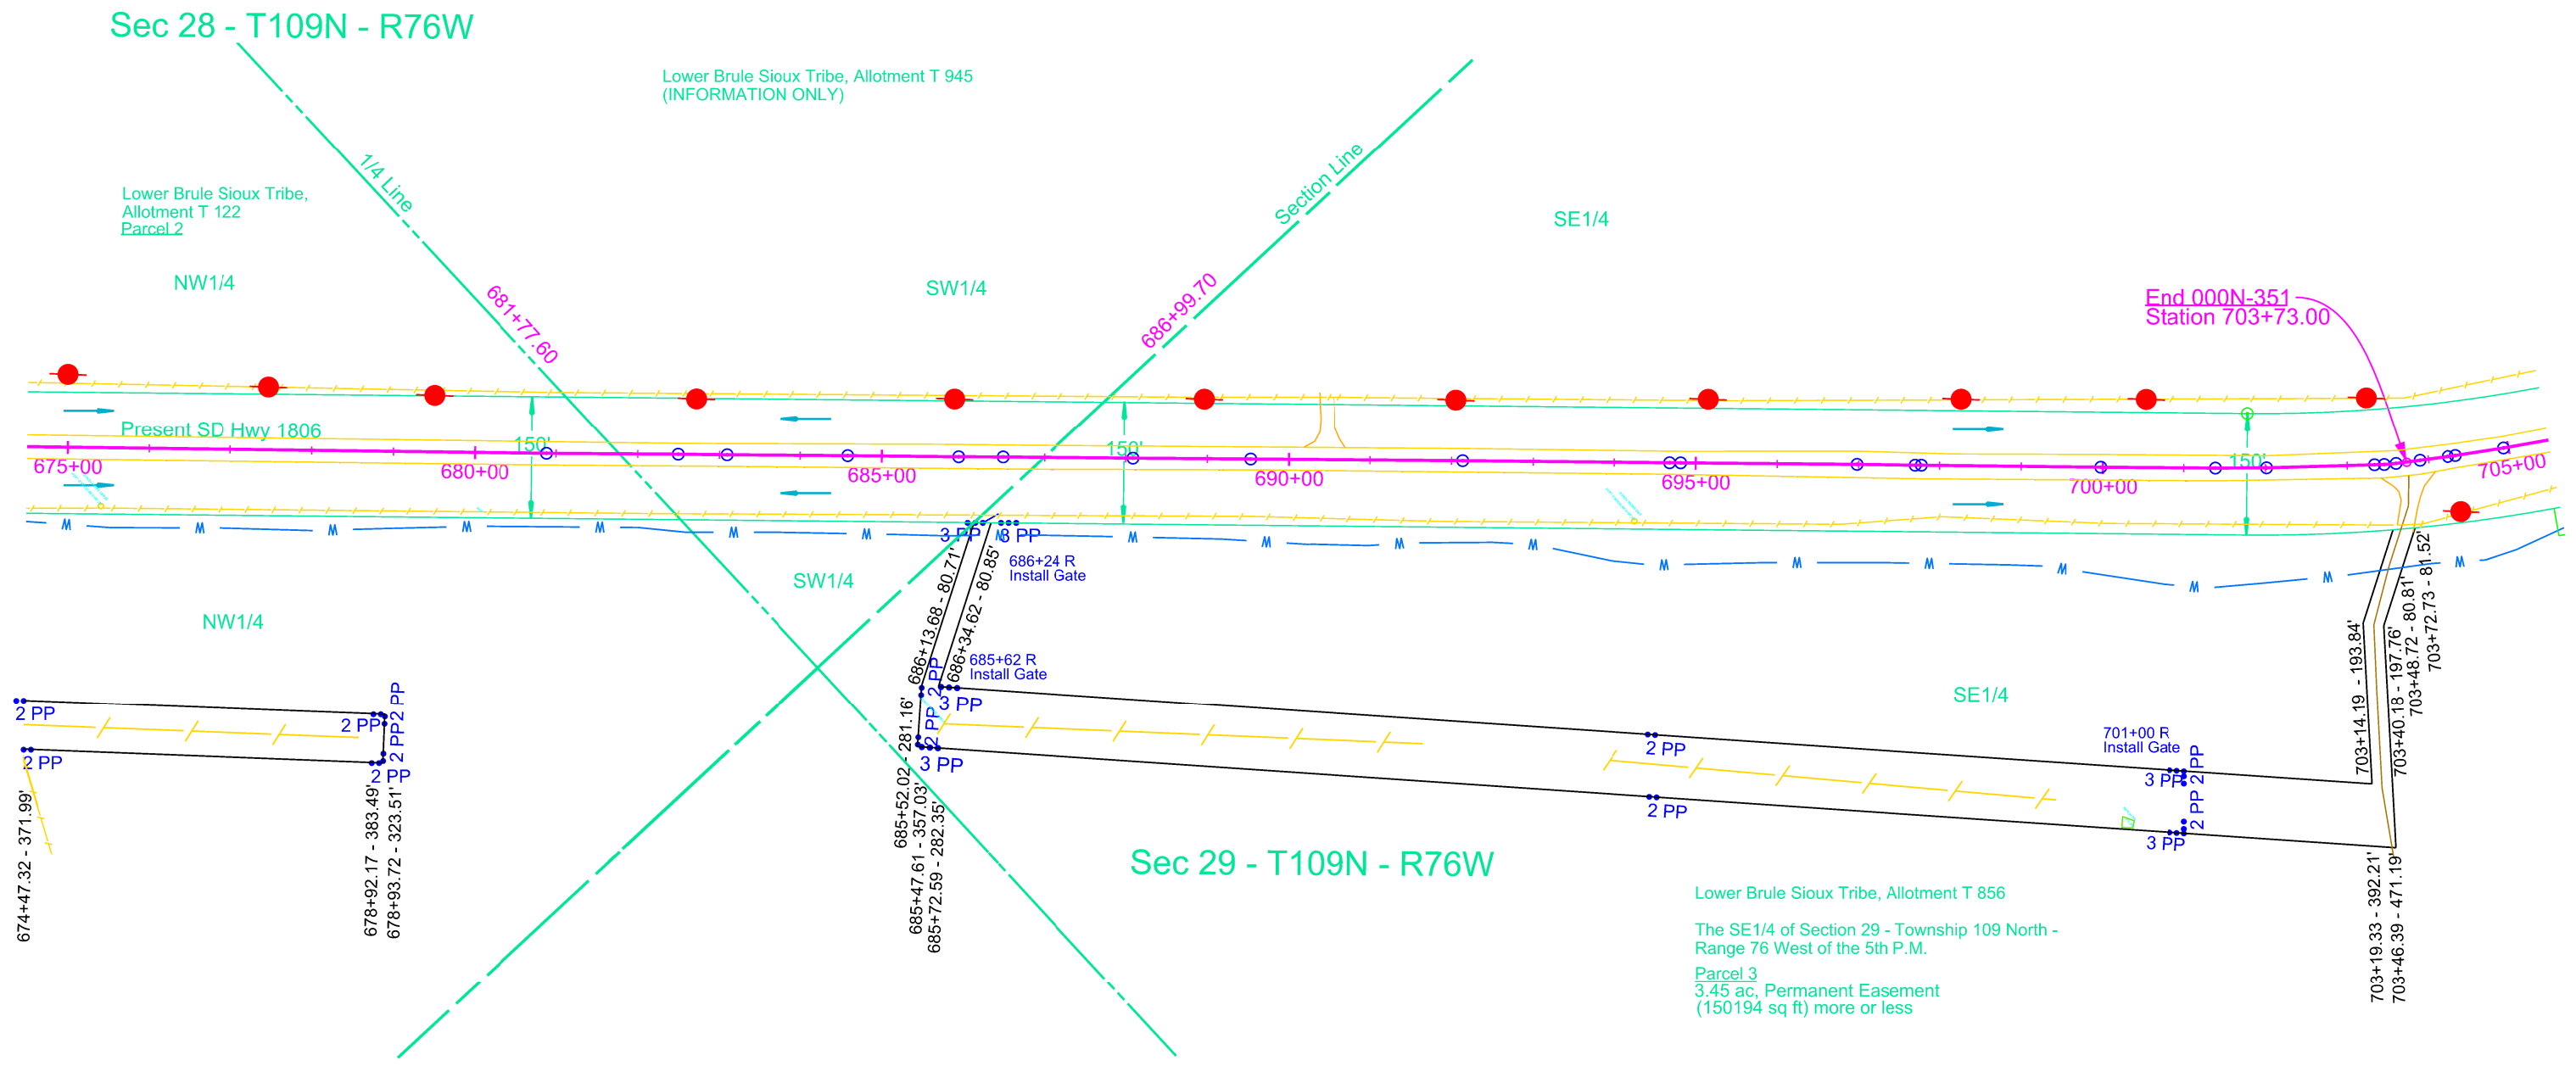 Sec 28 - T109N - R76W
Lower Brule Sioux Tribe, Allotment T 945
(INFORMATION ONLY)
1/4 Line
Section Line
Lower Brule Sioux Tribe,
Allotment T 122
Parcel 2
SE1/4
NW1/4
SW1/4
681+77.60
686+99.70
End 000N-351
Station 703+73.00
Present SD Hwy 1806
150'
150'
150'
675+00
680+00
685+00
690+00
695+00
700+00
705+00
W W W W W W W W W W W W W W W W W W W
3 PP
3 PP
686+24 R
Install Gate
SW1/4
NW1/4
686+13.68 - 80.71'
686+34.62 - 80.85'
685+62 R
Install Gate
2 PP
3 PP
2 PP
3 PP
2 PP
2 PP
2 PP
2 PP
2 PP
2 PP
SE1/4
2 PP
2 PP
701+00 R
Install Gate
3 PP
2 PP
2 PP
3 PP
703+14.19 - 193.84'
703+40.18 - 197.76'
703+48.72 - 80.81'
703+72.73 - 81.52'
674+47.32 - 371.99'
678+92.17 - 383.49'
678+93.72 - 323.51'
685+52.02 - 281.16'
685+47.61 - 357.03'
685+72.59 - 282.35'
703+19.33 - 392.21'
703+46.39 - 471.19'
Sec 29 - T109N - R76W
Lower Brule Sioux Tribe, Allotment T 856
The SE1/4 of Section 29 - Township 109 North -
Range 76 West of the 5th P.M.
Parcel 3
3.45 ac, Permanent Easement
(150194 sq ft) more or less